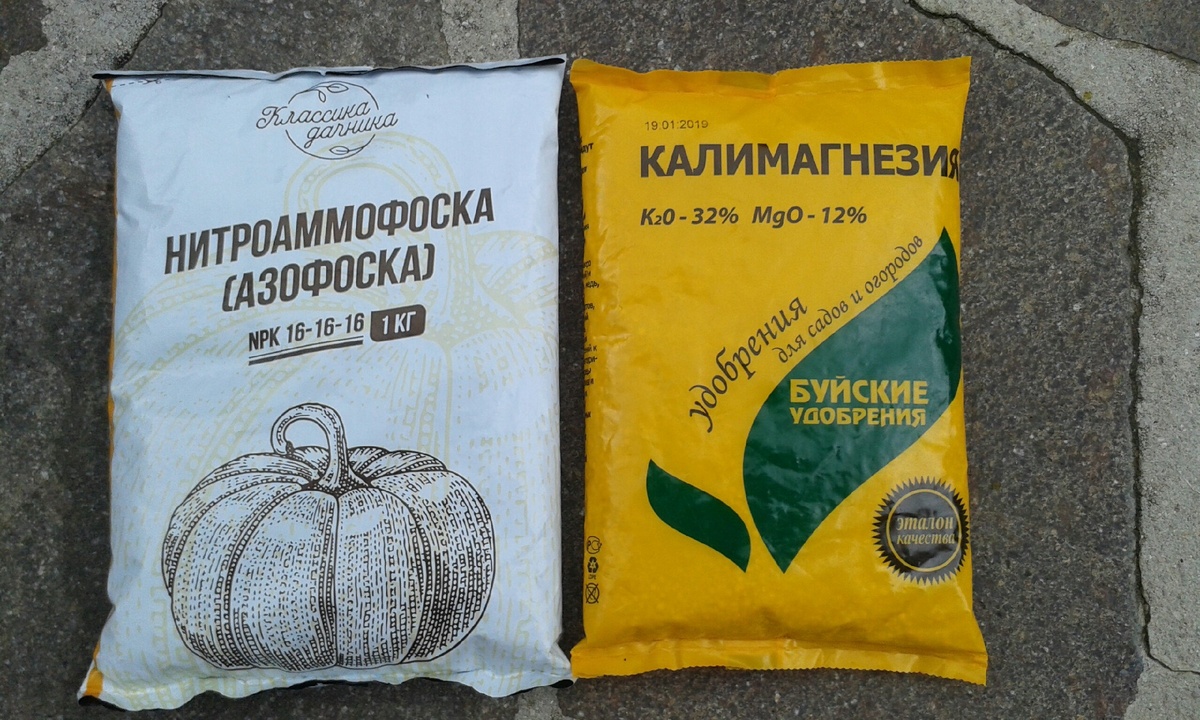 Классика
дачника
НИТРОАММОФОСКА
(АЗОФОСКА)
NPK 16-16-16 1 КГ
19.01.2019
КАЛИМАГНЕЗИЯ
K₂0 - 32% MgO - 12%
удобрения
для садов и огородов
БУЙСКИЕ
УДОБРЕНИЯ
эталон
качества